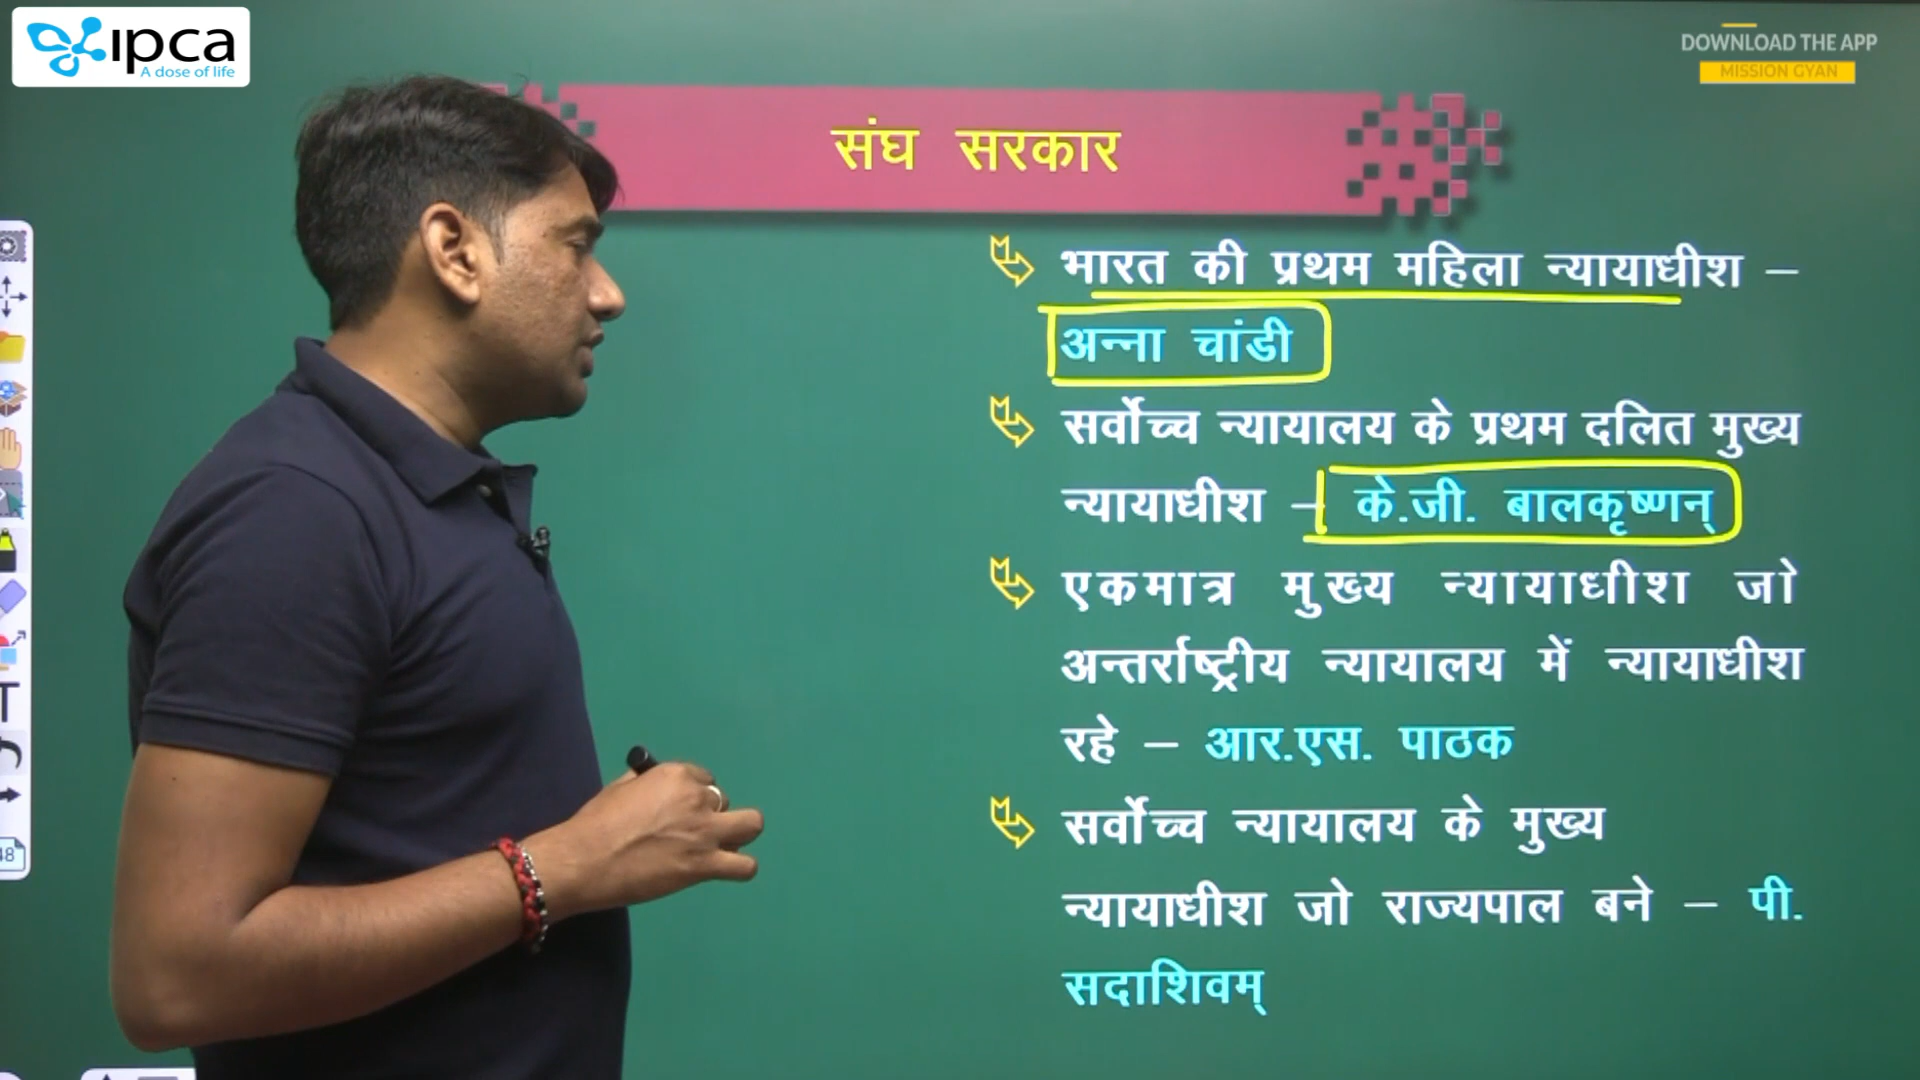 ipca
A dose of life
DOWNLOAD THE APP
MISSION GYAN
संघ सरकार
भारत की प्रथम महिला न्यायाधीश –
अन्ना चांडी
सर्वोच्च न्यायालय के प्रथम दलित मुख्य
न्यायाधीश – के.जी. बालकृष्णन्
एकमात्र मुख्य न्यायाधीश जो
अन्तर्राष्ट्रीय न्यायालय में न्यायाधीश
रहे – आर.एस. पाठक
सर्वोच्च न्यायालय के मुख्य
न्यायाधीश जो राज्यपाल बने – पी.
सदाशिवम्